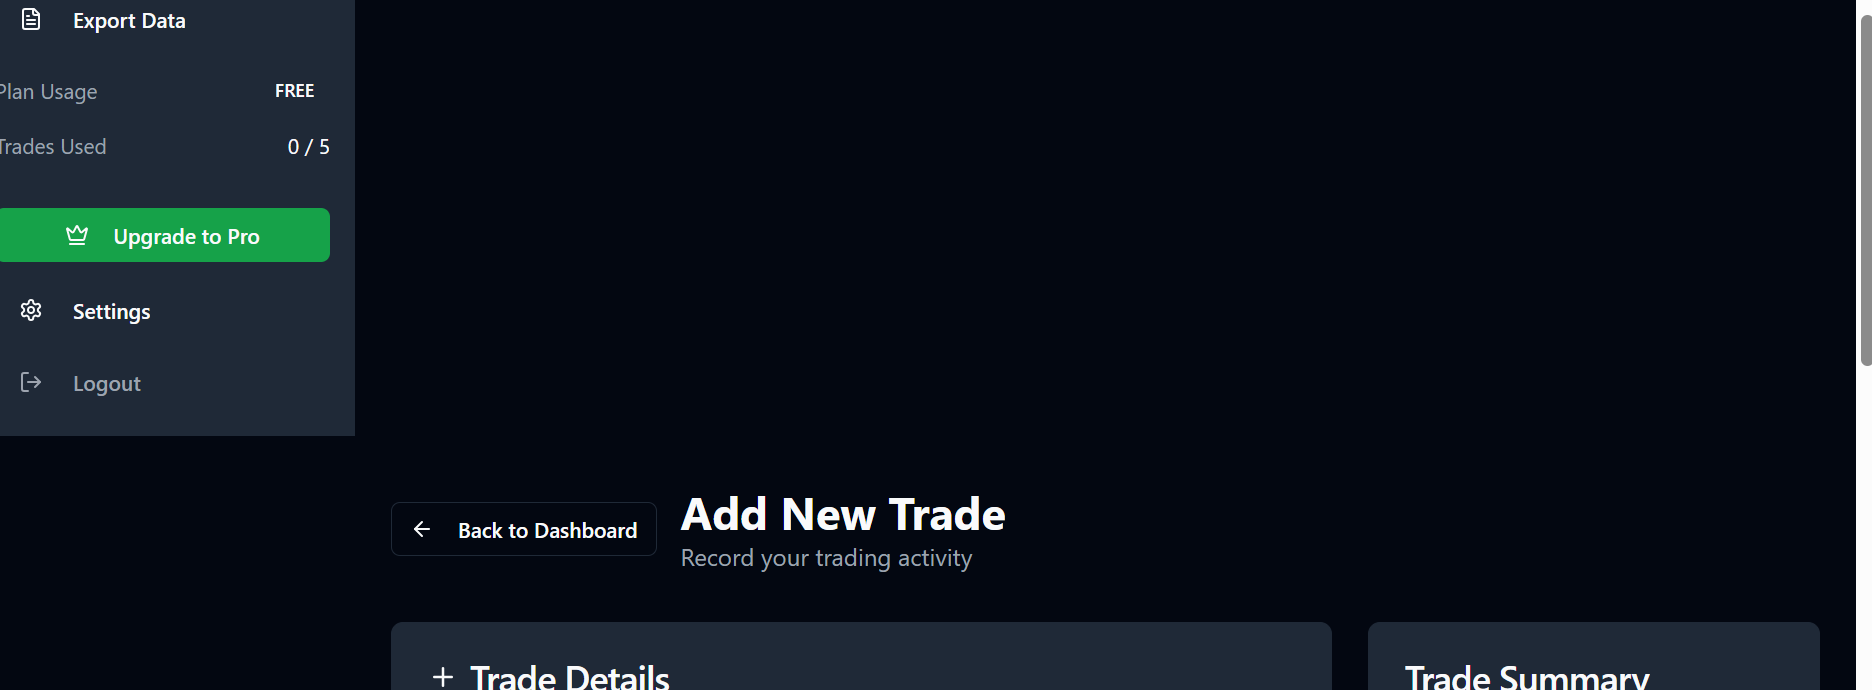 Export Data
Plan Usage FREE
Trades Used 0 / 5
Upgrade to Pro
Settings
Logout
Back to Dashboard
Add New Trade
Record your trading activity
Trade Details
Trade Summary